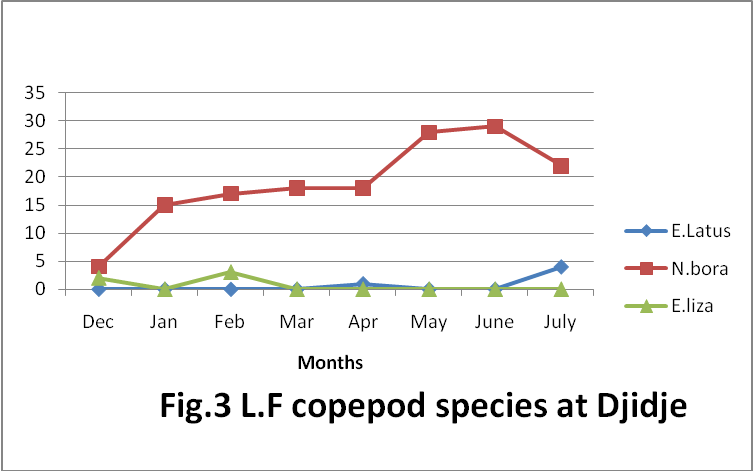 35
30
25
20
15
10
5
0
Dec Jan Feb Mar Apr May June July
Months
E.Latus
N.bora
E.liza
Fig.3 L.F copepod species at Djidje